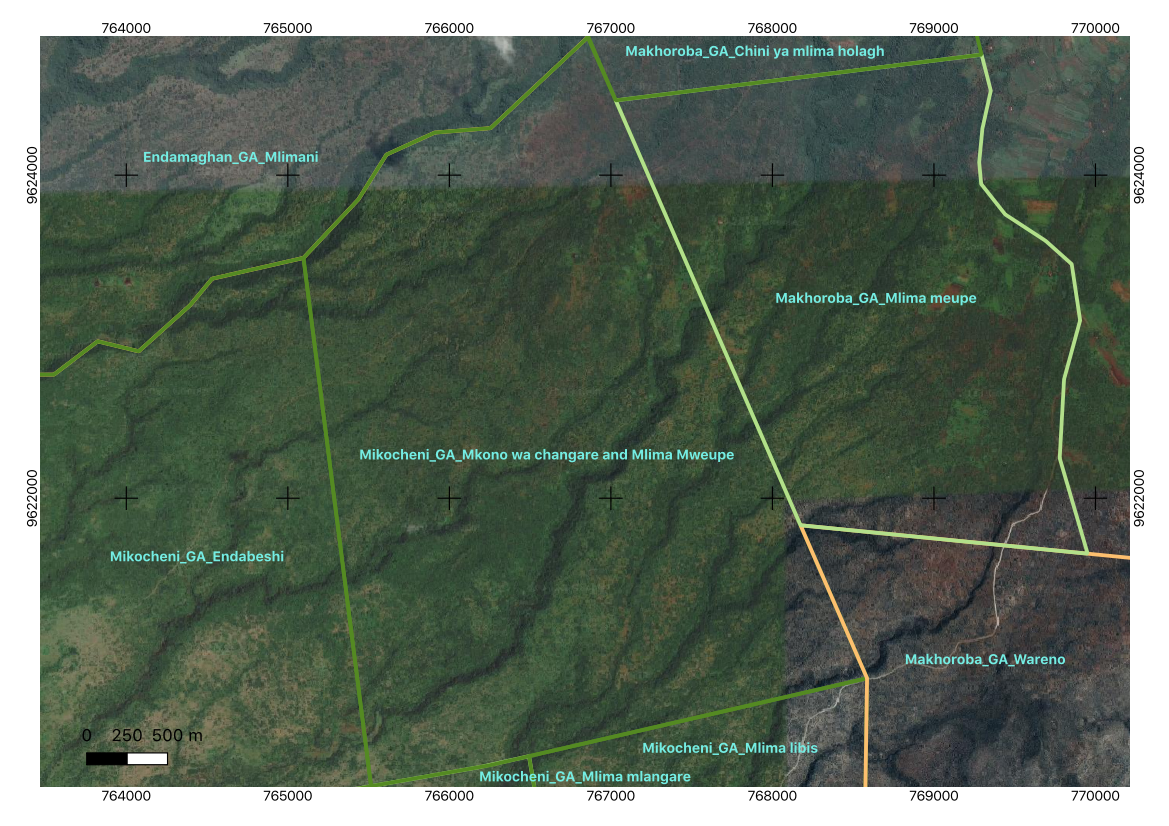 764000 765000 766000 767000 768000 769000 770000
Makhoroba_GA_Chini ya mlima holagh
Endamaghan_GA_Mlimani
9624000 9624000
Makhoroba_GA_Mlima meupe
Mikocheni_GA_Mkono wa changare and Mlima Mweupe
9622000 9622000
Mikocheni_GA_Endabeshi
Makhoroba_GA_Wareno
0 250 500 m
Mikocheni_GA_Mlima libis
Mikocheni_GA_Mlima mlangare
764000 765000 766000 767000 768000 769000 770000